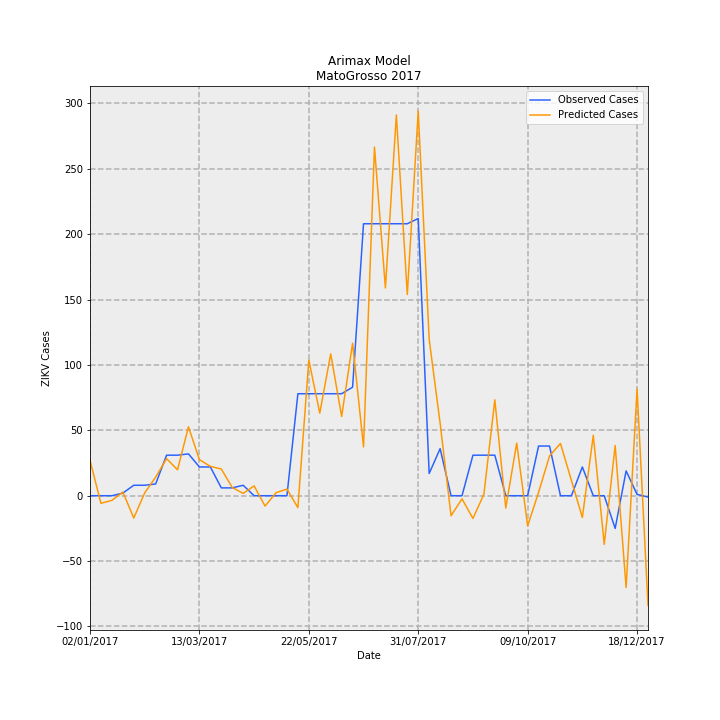 Arimax Model
MatoGrosso 2017
Observed Cases
Predicted Cases
ZIKV Cases
300
250
200
150
100
50
0
−50
−100
02/01/2017 13/03/2017 22/05/2017 31/07/2017 09/10/2017 18/12/2017
Date